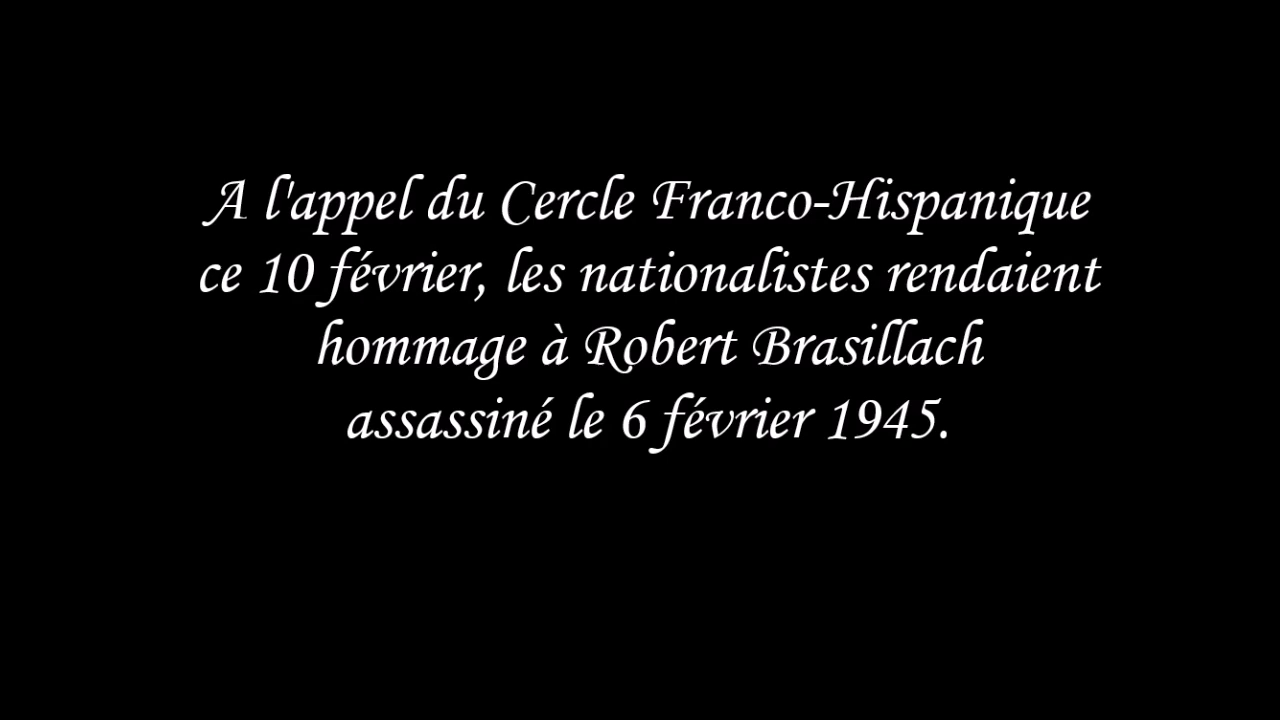 A l'appel du Cercle Franco-Hispanique
ce 10 février, les nationalistes rendaient
hommage à Robert Brasillach
assassiné le 6 février 1945.